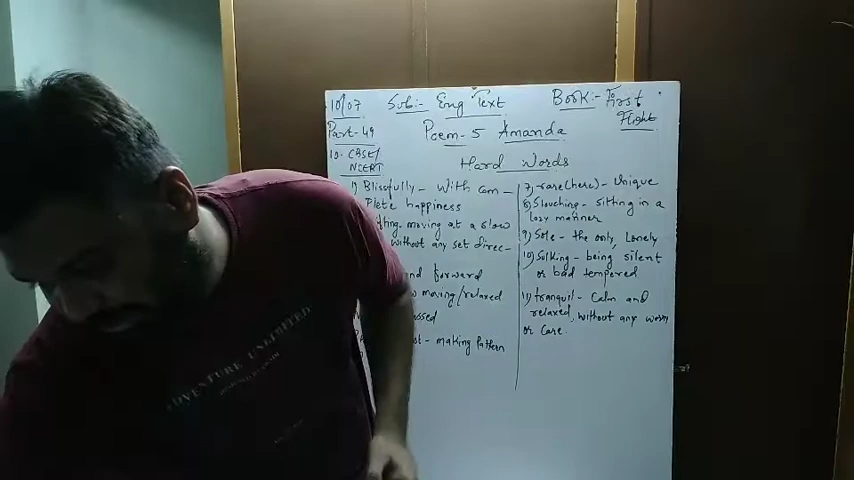 10/07 Sub:- Eng Text Book:- First Flight
Part-49 Poem-5 Amanda
10- CBSE/ NCERT
Hard Words
1) Blissfully- With com-
plete happiness
moving at a slow
without any set direc-
forward
moving/relaxed
- making pattern
7) rare(here)- Unique
8) Slouching- sitting in a
lazy manner
9) Sole- the only, Lonely
10) Sulking- being silent
or bad tempered
11) tranquil- Calm and
relaxed, without any worry
or Care.
ADVENTURE UNLIMITED